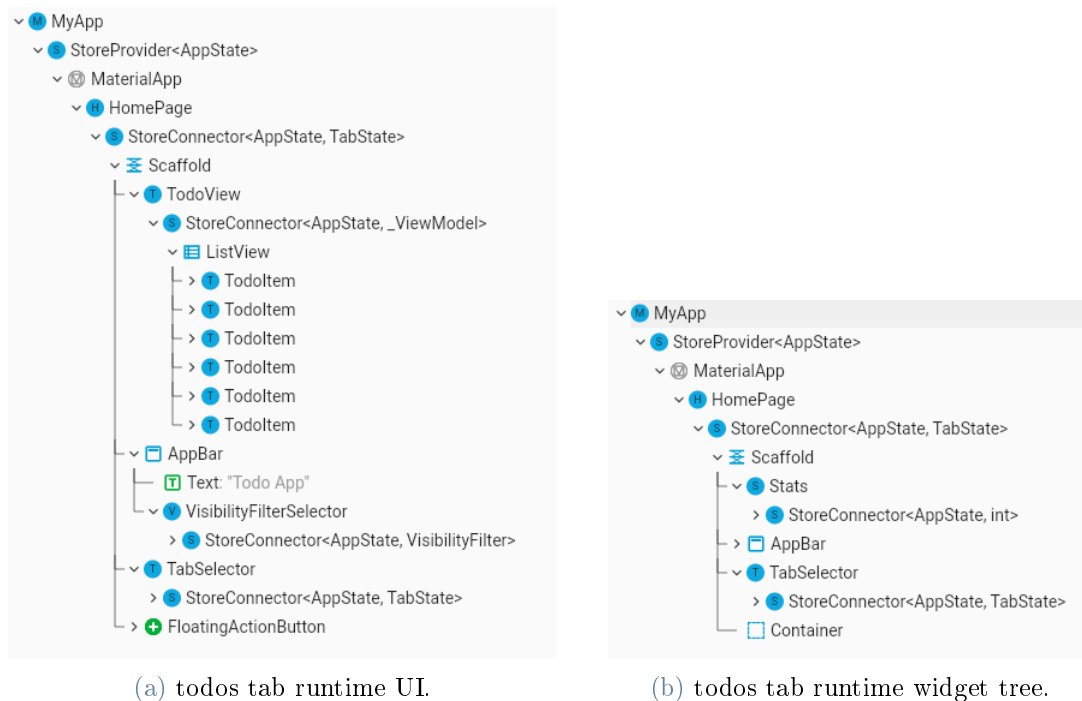 MyApp
StoreProvider<AppState>
MaterialApp
HomePage
StoreConnector<AppState, TabState>
Scaffold
TodoView
StoreConnector<AppState, _ViewModel>
ListView
TodoItem
TodoItem
TodoItem
TodoItem
TodoItem
TodoItem
AppBar
Text: "Todo App"
VisibilityFilterSelector
StoreConnector<AppState, VisibilityFilter>
TabSelector
StoreConnector<AppState, TabState>
FloatingActionButton
(a) todos tab runtime UI.
MyApp
StoreProvider<AppState>
MaterialApp
HomePage
StoreConnector<AppState, TabState>
Scaffold
Stats
StoreConnector<AppState, int>
AppBar
TabSelector
StoreConnector<AppState, TabState>
Container
(b) todos tab runtime widget tree.